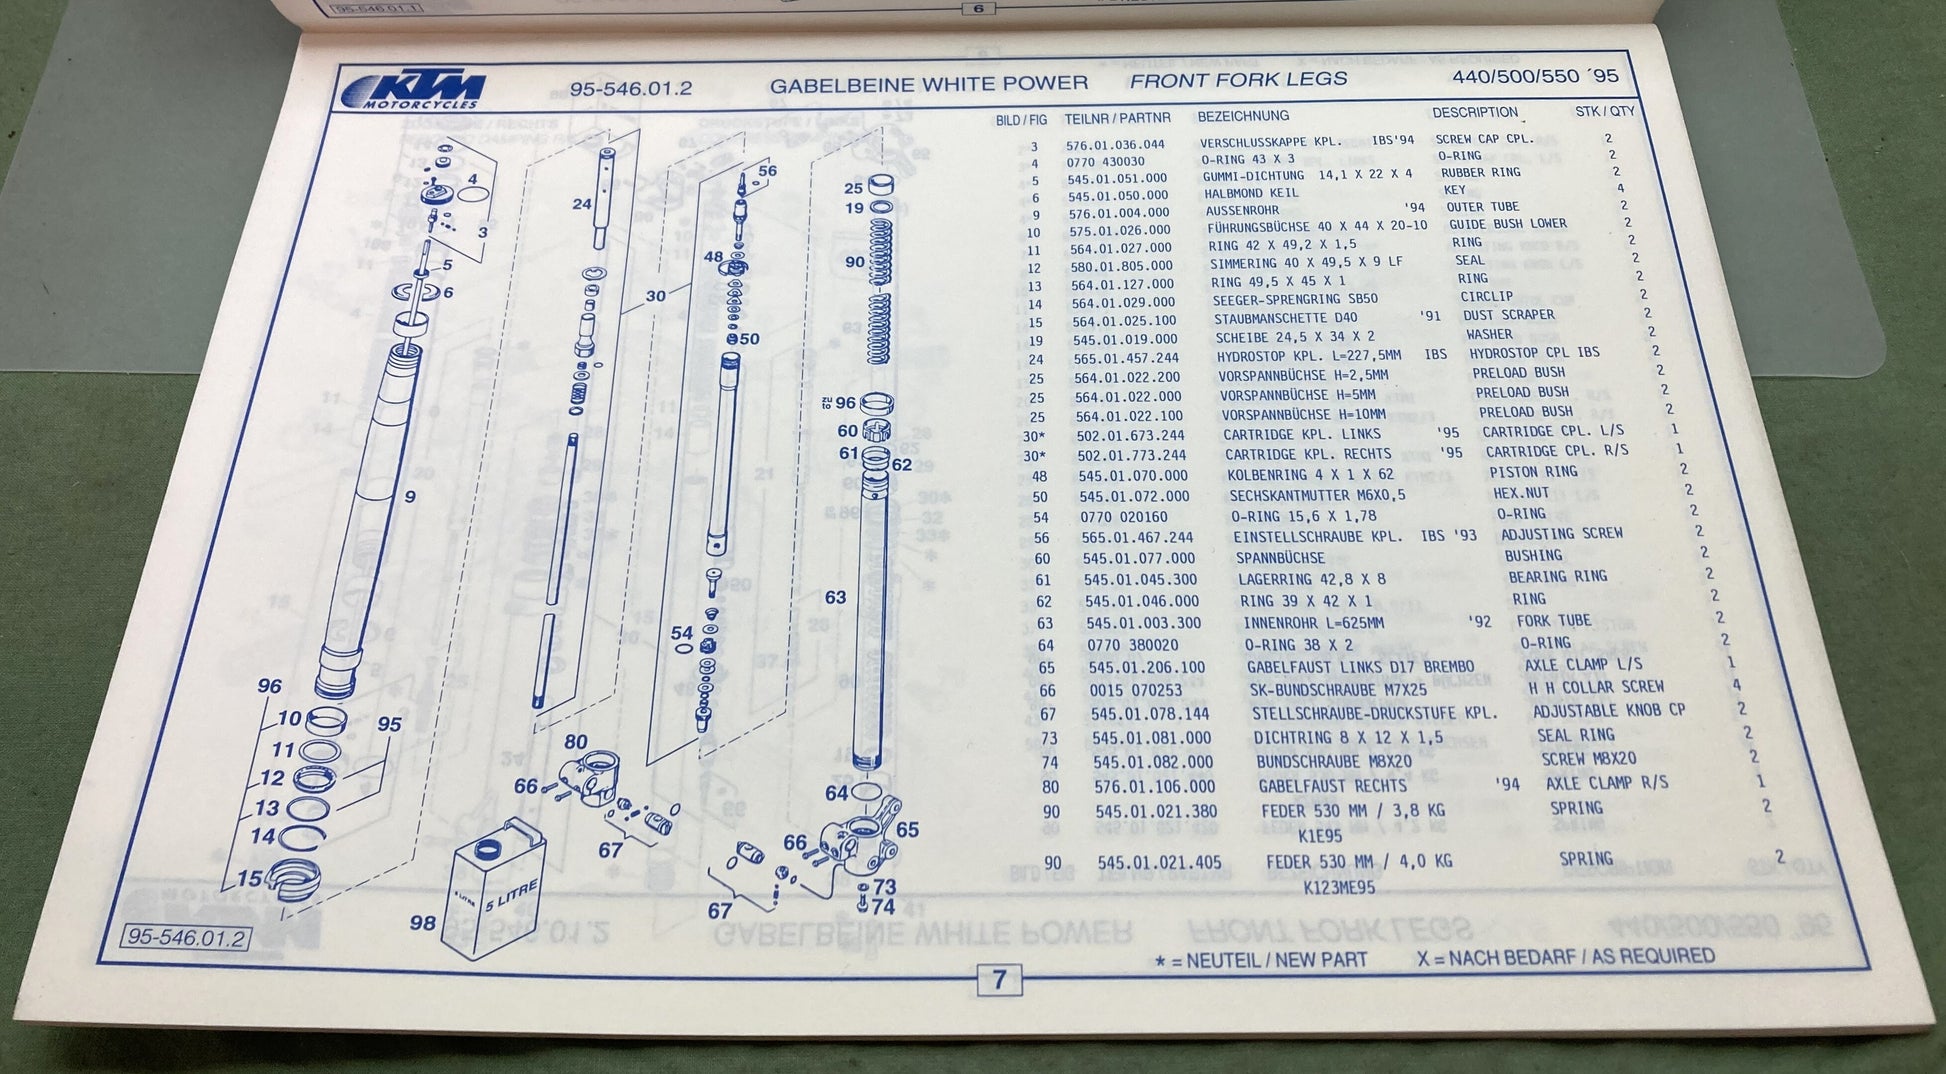 95-546.01.1
6
KTM
MOTORCYCLES
95-546.01.2 GABELBEINE WHITE POWER FRONT FORK LEGS 440/500/550 ´95
BILD / FIG TEILNR / PARTNR BEZEICHNUNG DESCRIPTION STK / QTY
3 576.01.036.044 VERSCHLUSSKAPPE KPL. IBS'94 SCREW CAP CPL. 2
4 0770 430030 O-RING 43 X 3 O-RING 2
5 545.01.051.000 GUMMI-DICHTUNG 14,1 X 22 X 4 RUBBER RING 2
6 545.01.050.000 HALBMOND KEIL KEY 4
9 576.01.004.000 AUSSENROHR '94 OUTER TUBE 2
10 575.01.026.000 FÜHRUNGSBÜCHSE 40 X 44 X 20-10 GUIDE BUSH LOWER 2
11 564.01.027.000 RING 42 X 49,2 X 1,5 RING 2
12 580.01.805.000 SIMMERING 40 X 49,5 X 9 LF SEAL 2
13 564.01.127.000 RING 49,5 X 45 X 1 RING 2
14 564.01.029.000 SEEGER-SPRENGRING SB50 CIRCLIP 2
15 564.01.025.100 STAUBMANSCHETTE D40 '91 DUST SCRAPER 2
19 545.01.019.000 SCHEIBE 24,5 X 34 X 2 WASHER 2
24 565.01.457.244 HYDROSTOP KPL. L=227,5MM IBS HYDROSTOP CPL IBS 2
25 564.01.022.200 VORSPANNBÜCHSE H=2,5MM PRELOAD BUSH 2
25 564.01.022.000 VORSPANNBÜCHSE H=5MM PRELOAD BUSH 2
25 564.01.022.100 VORSPANNBÜCHSE H=10MM PRELOAD BUSH 2
30* 502.01.673.244 CARTRIDGE KPL. LINKS '95 CARTRIDGE CPL. L/S 1
30* 502.01.773.244 CARTRIDGE KPL. RECHTS '95 CARTRIDGE CPL. R/S 1
48 545.01.070.000 KOLBENRING 4 X 1 X 62 PISTON RING 2
50 545.01.072.000 SECHSKANTMUTTER M6X0,5 HEX.NUT 2
54 0770 020160 O-RING 15,6 X 1,78 O-RING 2
56 565.01.467.244 EINSTELLSCHRAUBE KPL. IBS '93 ADJUSTING SCREW 2
60 545.01.077.000 SPANNBÜCHSE BUSHING 2
61 545.01.045.300 LAGERRING 42,8 X 8 BEARING RING 2
62 545.01.046.000 RING 39 X 42 X 1 RING 2
63 545.01.003.300 INNENROHR L=625MM '92 FORK TUBE 2
64 0770 380020 O-RING 38 X 2 O-RING 2
65 545.01.206.100 GABELFAUST LINKS D17 BREMBO AXLE CLAMP L/S 1
66 0015 070253 SK-BUNDSCHRAUBE M7X25 H H COLLAR SCREW 4
67 545.01.078.144 STELLSCHRAUBE-DRUCKSTUFE KPL. ADJUSTABLE KNOB CP 2
73 545.01.081.000 DICHTRING 8 X 12 X 1,5 SEAL RING 2
74 545.01.082.000 BUNDSCHRAUBE M8X20 SCREW M8X20 2
80 576.01.106.000 GABELFAUST RECHTS '94 AXLE CLAMP R/S 1
90 545.01.021.380 FEDER 530 MM / 3,8 KG SPRING 2
K1E95
90 545.01.021.405 FEDER 530 MM / 4,0 KG SPRING 2
K123ME95
4
3
5
6
9
24
30
56
48
50
54
25
19
90
zu
to 96
60
61
62
63
64
65
66
67
73
74
80
66
67
96
10
95
11
12
13
14
15
98
5 LITRE
95-546.01.2
* = NEUTEIL / NEW PART X = NACH BEDARF / AS REQUIRED
7